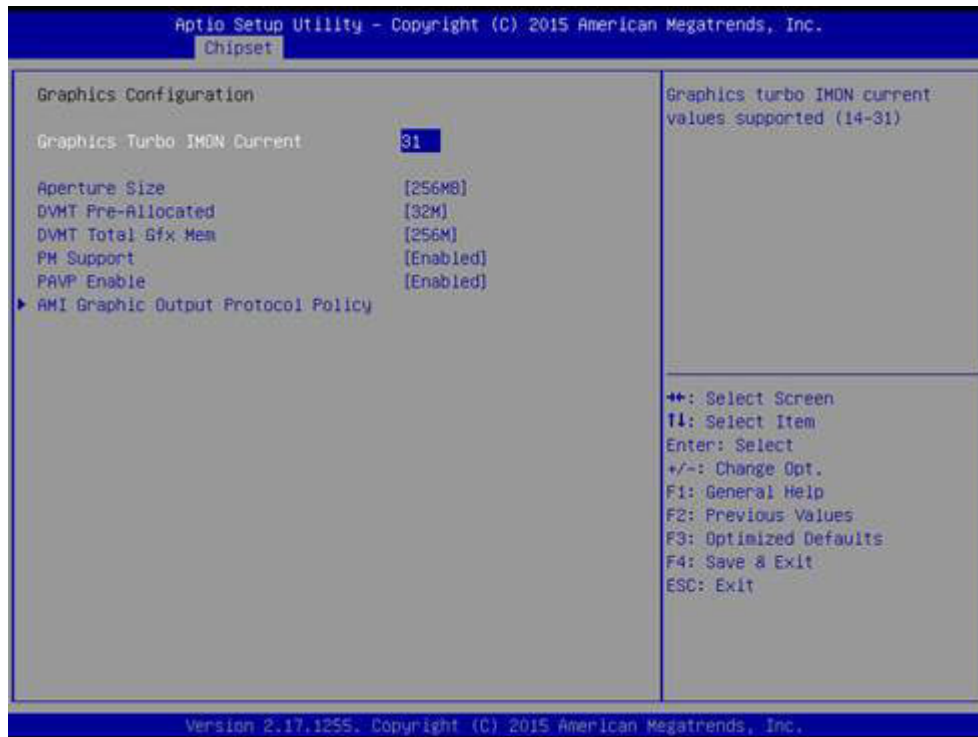 Aptio Setup Utility – Copyright (C) 2015 American Megatrends, Inc.
Chipset
Graphics Configuration
Graphics Turbo IMON Current 31
Aperture Size [256MB]
DVMT Pre-Allocated [32M]
DVMT Total Gfx Mem [256M]
PM Support [Enabled]
PAVP Enable [Enabled]
AMI Graphic Output Protocol Policy
Graphics turbo IMON current
values supported (14-31)
→←: Select Screen
↑↓: Select Item
Enter: Select
+/-: Change Opt.
F1: General Help
F2: Previous Values
F3: Optimized Defaults
F4: Save & Exit
ESC: Exit
Version 2.17.1255. Copyright (C) 2015 American Megatrends, Inc.